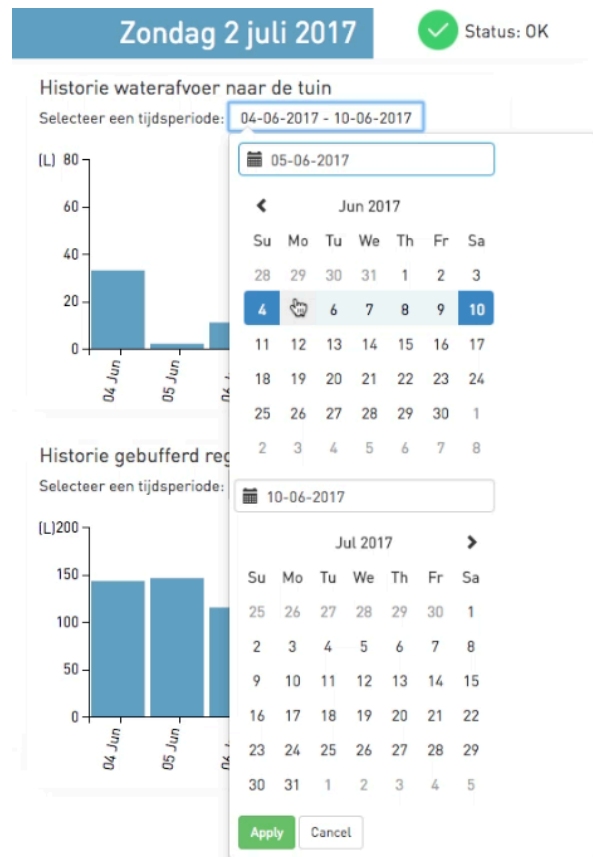 Zondag 2 juli 2017
Status: OK
Historie waterafvoer naar de tuin
Selecteer een tijdsperiode: 04-06-2017 - 10-06-2017
(L) 80
60
40
20
0
04 Jun
05 Jun
05-06-2017
Jun 2017
Su Mo Tu We Th Fr Sa
28 29 30 31 1 2 3
4 6 7 8 9 10
11 12 13 14 15 16 17
18 19 20 21 22 23 24
25 26 27 28 29 30 1
2 3 4 5 6 7 8
Historie gebufferd reg
Selecteer een tijdsperiode:
(L)200
150
100
50
0
04 Jun
05 Jun
10-06-2017
Jul 2017
Su Mo Tu We Th Fr Sa
25 26 27 28 29 30 1
2 3 4 5 6 7 8
9 10 11 12 13 14 15
16 17 18 19 20 21 22
23 24 25 26 27 28 29
30 31 1 2 3 4 5
Apply Cancel